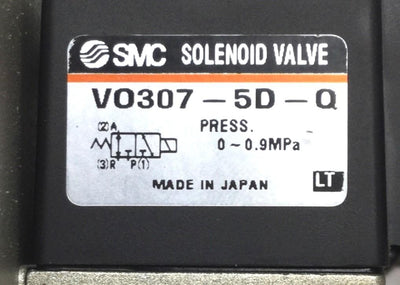 SMC SOLENOID VALVE
VO307-5D-Q
(2)A
PRESS.
0~0.9MPa
(3)R P(1)
MADE IN JAPAN
LT